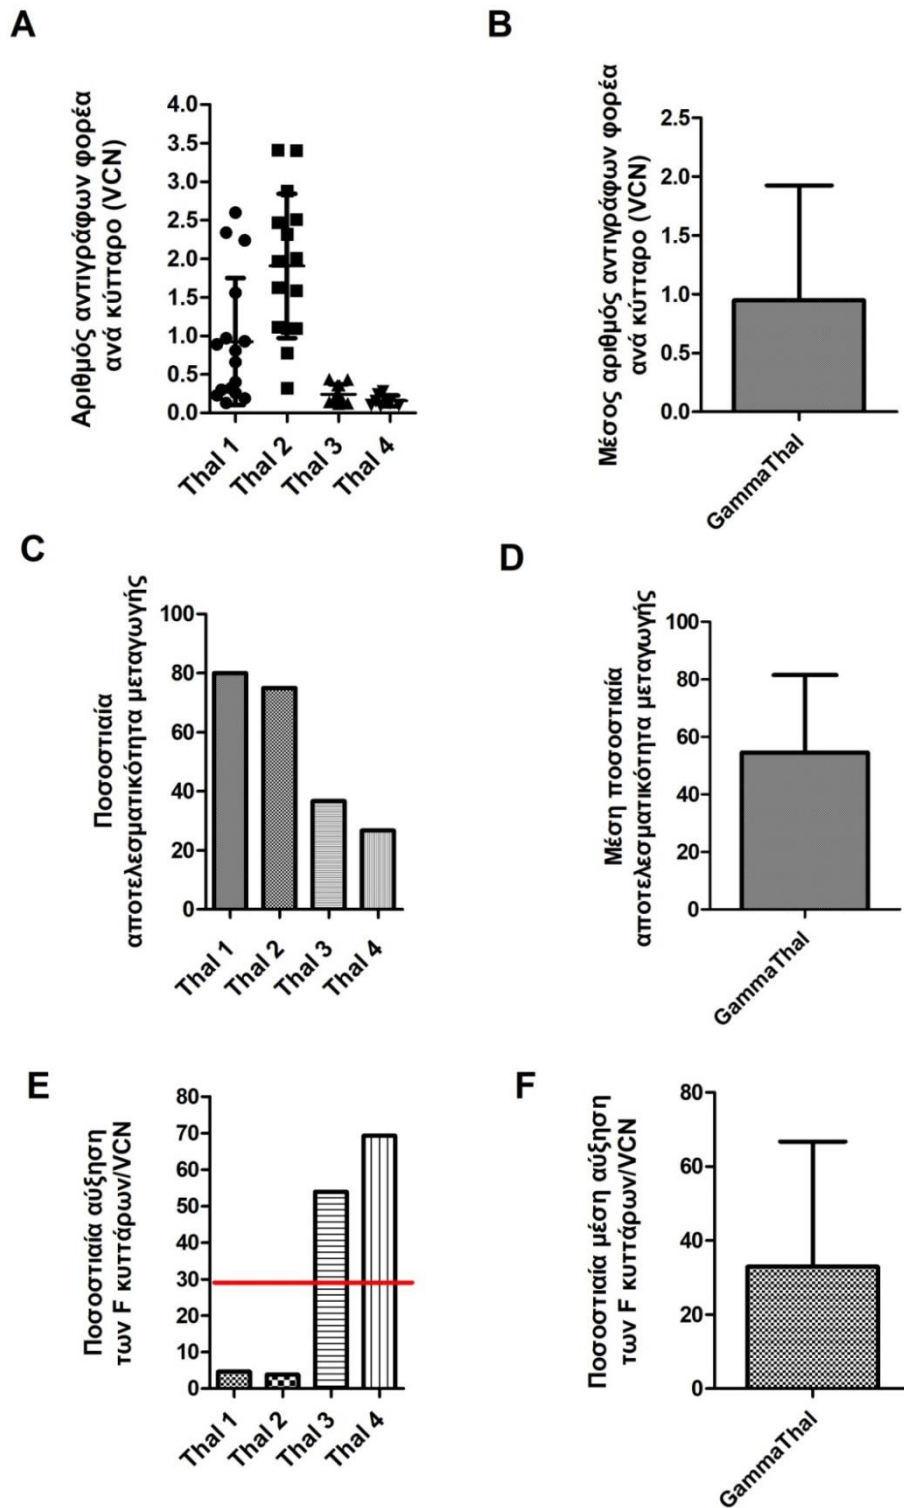 A
Αριθμός αντιγράφων φορέα
ανά κύτταρο (VCN)
4.0
3.5
3.0
2.5
2.0
1.5
1.0
0.5
0.0
Thal 1
Thal 2
Thal 3
Thal 4
B
Μέσος αριθμός αντιγράφων φορέα
ανά κύτταρο (VCN)
2.5
2.0
1.5
1.0
0.5
0.0
GammaThal
C
Ποσοστιαία
αποτελεσματικότητα μεταγωγής
100
80
60
40
20
0
Thal 1
Thal 2
Thal 3
Thal 4
D
Μέση ποσοστιαία
αποτελεσματικότητα μεταγωγής
100
80
60
40
20
0
GammaThal
E
Ποσοστιαία αύξηση
των F κυττάρων/VCN
80
70
60
50
40
30
20
10
0
Thal 1
Thal 2
Thal 3
Thal 4
F
Ποσοστιαία μέση αύξηση
των F κυττάρων/VCN
80
60
40
20
0
GammaThal